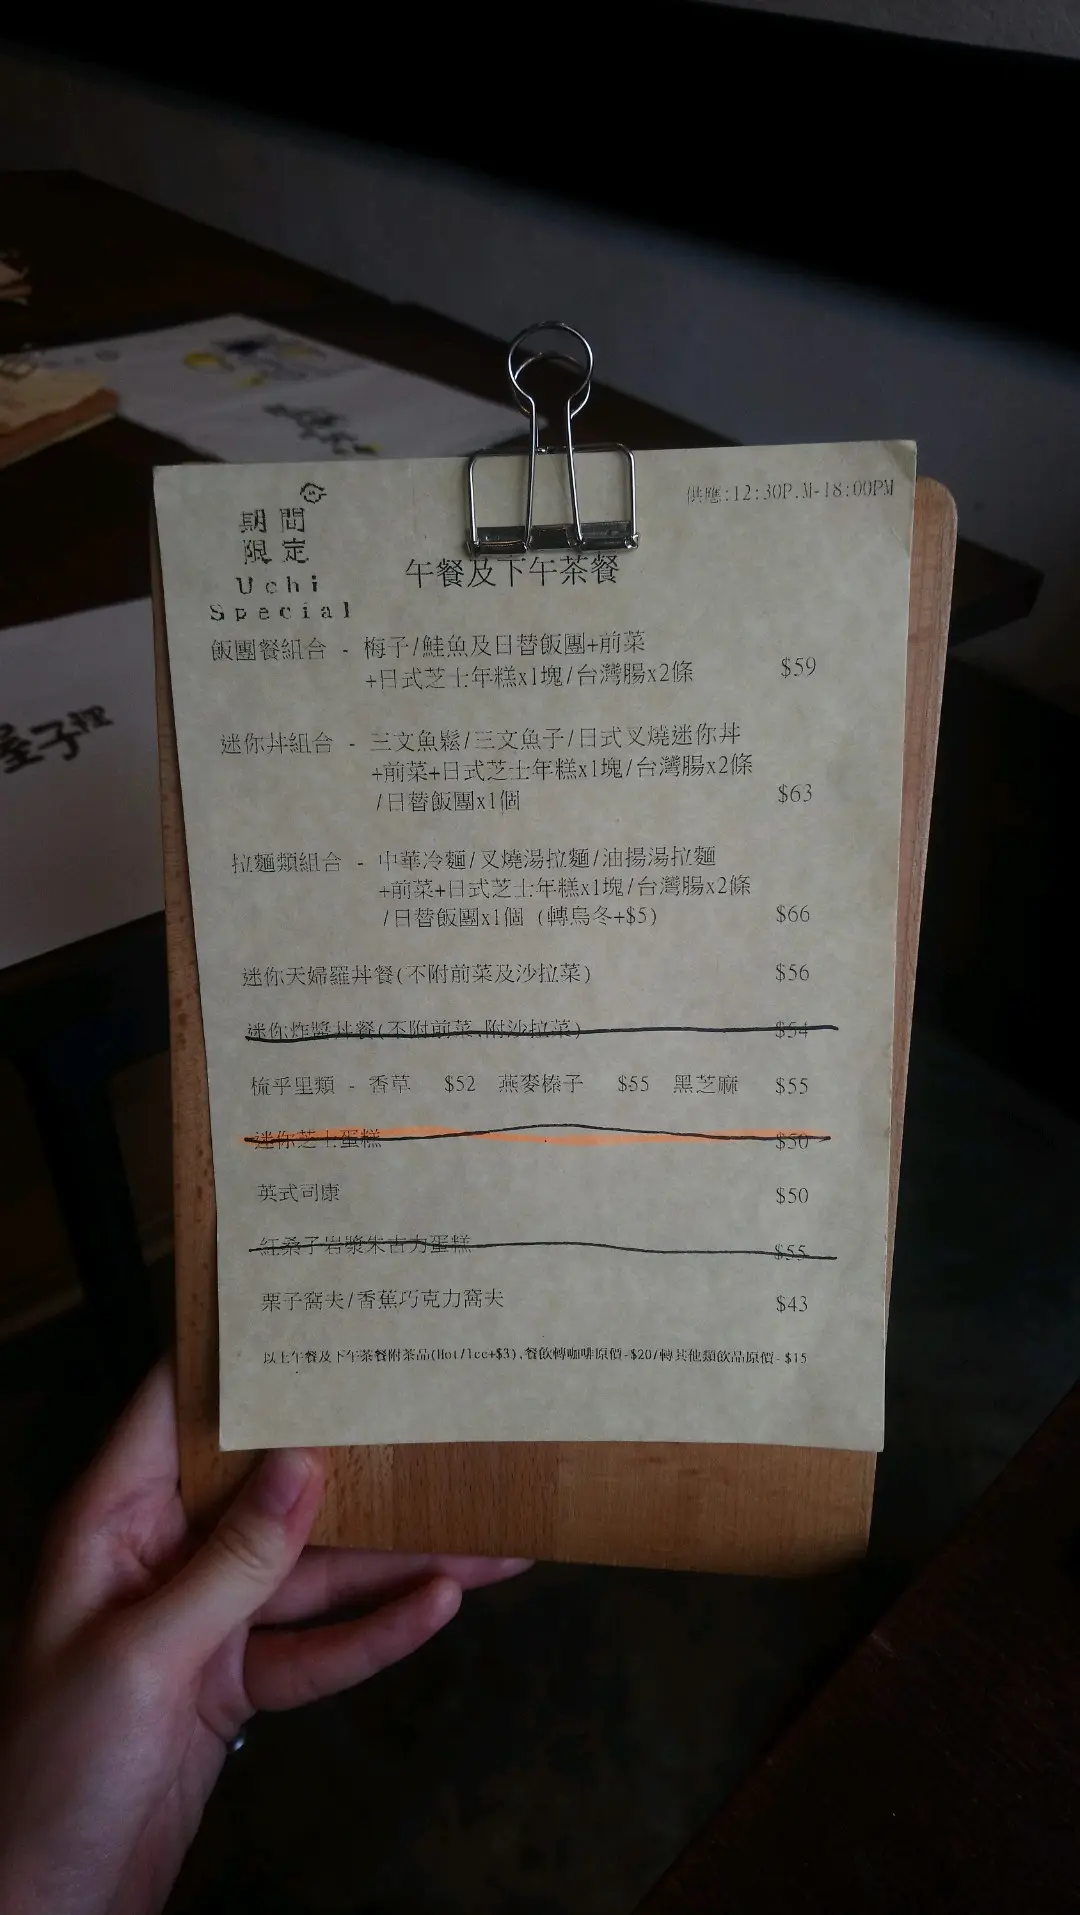 供應:12:30P.M-18:00PM
期間
限定
Uchi
Special
午餐及下午茶餐
飯團餐組合 - 梅子/鮭魚及日替飯團+前菜
+日式芝士年糕x1塊/台灣腸x2條 $59
迷你丼組合 - 三文魚鬆/三文魚子/日式叉燒迷你丼
+前菜+日式芝士年糕x1塊/台灣腸x2條
/日替飯團x1個 $63
拉麵類組合 - 中華冷麵/叉燒湯拉麵/油揚湯拉麵
+前菜+日式芝士年糕x1塊/台灣腸x2條
/日替飯團x1個 (轉烏冬+$5) $66
迷你天婦羅丼餐(不附前菜及沙拉菜) $56
迷你炸醬丼餐(不附前菜,附沙拉菜) $54
梳乎里類 - 香草 $52 燕麥榛子 $55 黑芝麻 $55
迷你芝士蛋糕 $50
英式司康 $50
紅桑子岩漿朱古力蛋糕 $55
栗子窩夫/香蕉巧克力窩夫 $43
以上午餐及下午茶餐附茶品(Hot/Ice+$3),餐飲轉咖啡原價-$20/轉其他類飲品原價-$15
屋子裡